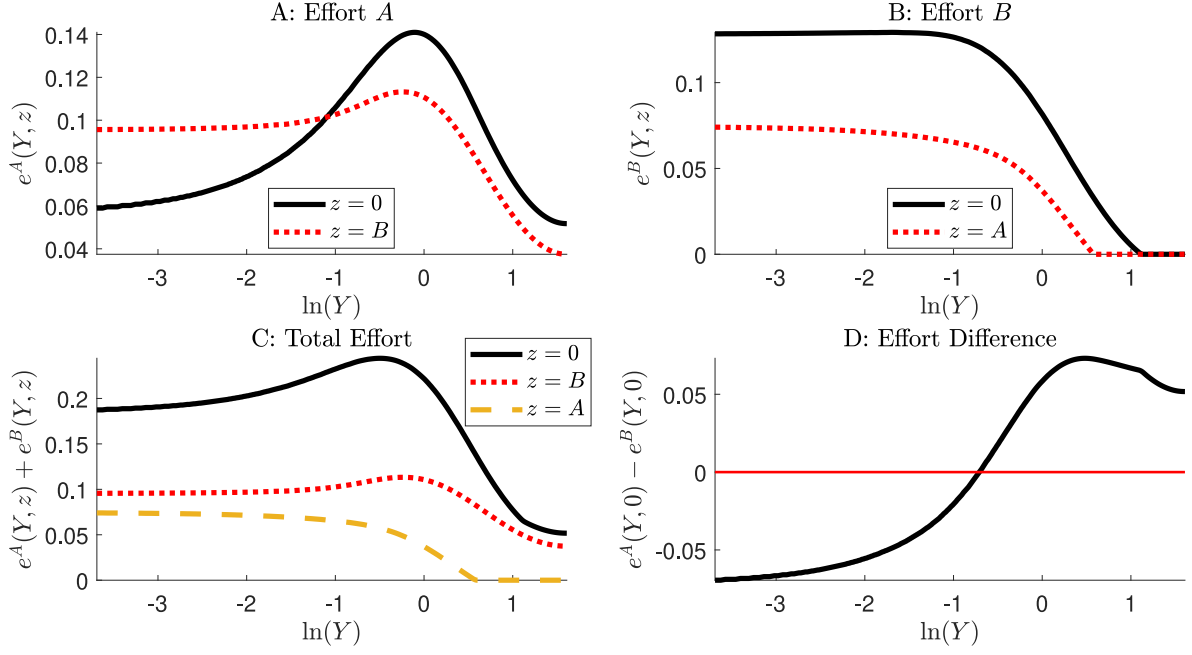 A: Effort A
e^A(Y, z)
0.14
0.12
0.1
0.08
0.06
0.04
z = 0
z = B
-3
-2
-1
0
1
ln(Y)
B: Effort B
e^B(Y, z)
0.1
0.05
0
z = 0
z = A
-3
-2
-1
0
1
ln(Y)
C: Total Effort
e^A(Y, z) + e^B(Y, z)
0.2
0.15
0.1
0.05
0
z = 0
z = B
z = A
-3
-2
-1
0
1
ln(Y)
D: Effort Difference
e^A(Y, 0) − e^B(Y, 0)
0.05
0
-0.05
-3
-2
-1
0
1
ln(Y)